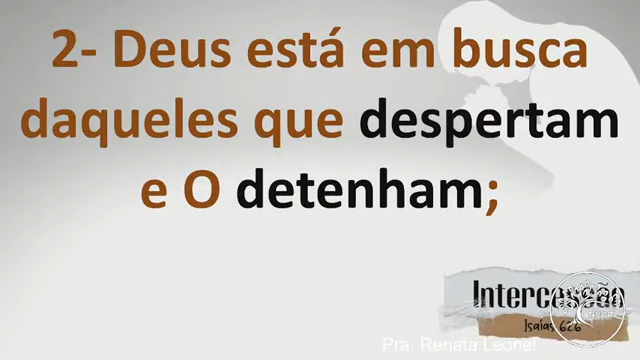 2- Deus está em busca
daqueles que despertam
e O detenham;
Intercessão
Isaías 62:6
Pra. Renata Leonel